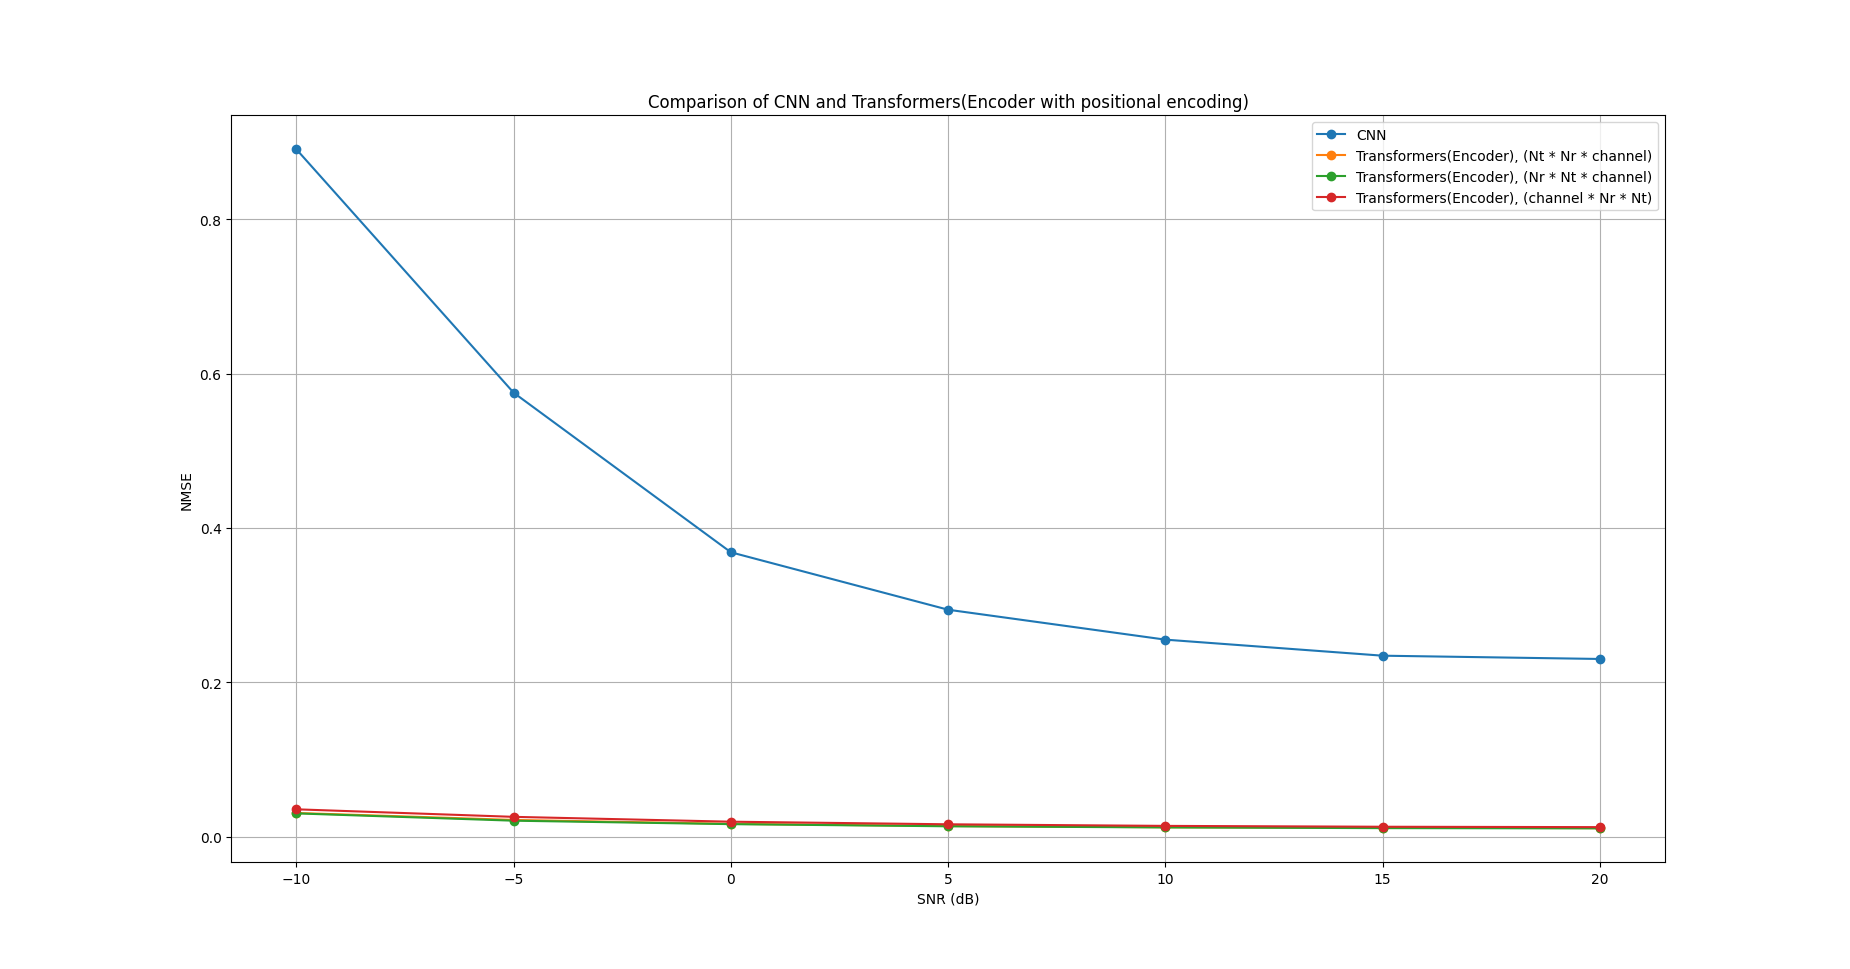 Comparison of CNN and Transformers(Encoder with positional encoding)
CNN
Transformers(Encoder), (Nt * Nr * channel)
Transformers(Encoder), (Nr * Nt * channel)
Transformers(Encoder), (channel * Nr * Nt)
0.8
0.6
0.4
0.2
0.0
NMSE
−10 −5 0 5 10 15 20
SNR (dB)